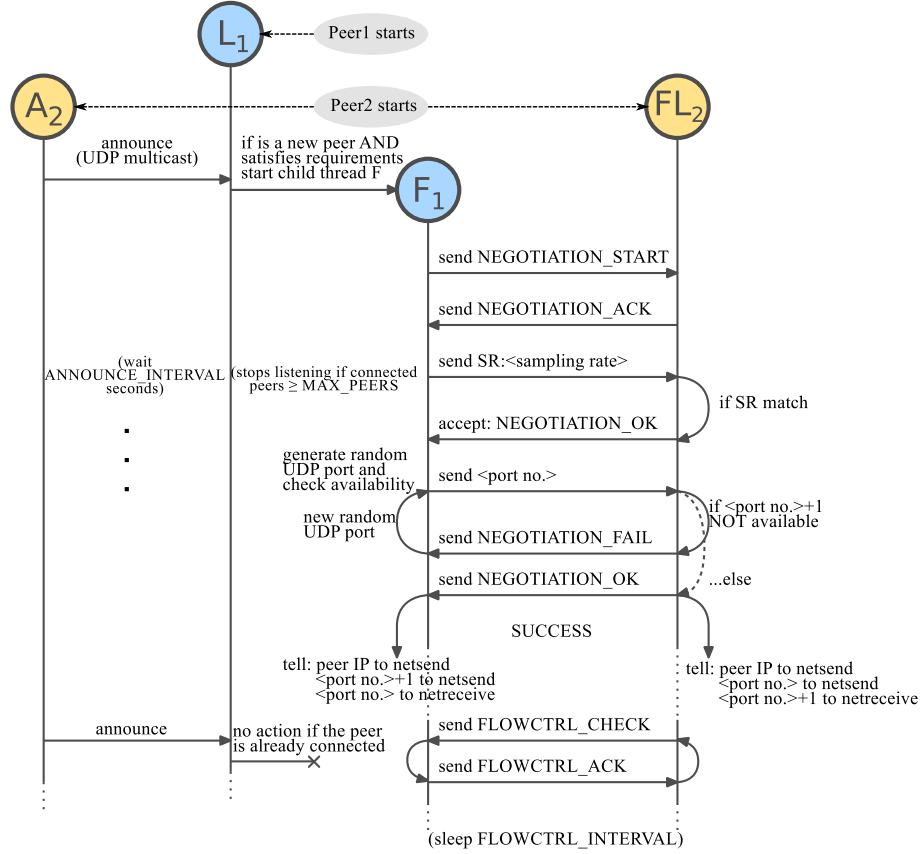 L1
Peer1 starts
A2
Peer2 starts
FL2
announce
(UDP multicast)
if is a new peer AND
satisfies requirements
start child thread F
F1
send NEGOTIATION_START
send NEGOTIATION_ACK
(wait
ANNOUNCE_INTERVAL
seconds)
(stops listening if connected
peers ≥ MAX_PEERS
send SR:<sampling rate>
if SR match
accept: NEGOTIATION_OK
generate random
UDP port and
check availability
send <port no.>
new random
UDP port
if <port no.>+1
NOT available
send NEGOTIATION_FAIL
send NEGOTIATION_OK
...else
SUCCESS
tell: peer IP to netsend
<port no.>+1 to netsend
<port no.> to netreceive
tell: peer IP to netsend
<port no.> to netsend
<port no.>+1 to netreceive
announce
no action if the peer
is already connected
send FLOWCTRL_CHECK
send FLOWCTRL_ACK
(sleep FLOWCTRL_INTERVAL)